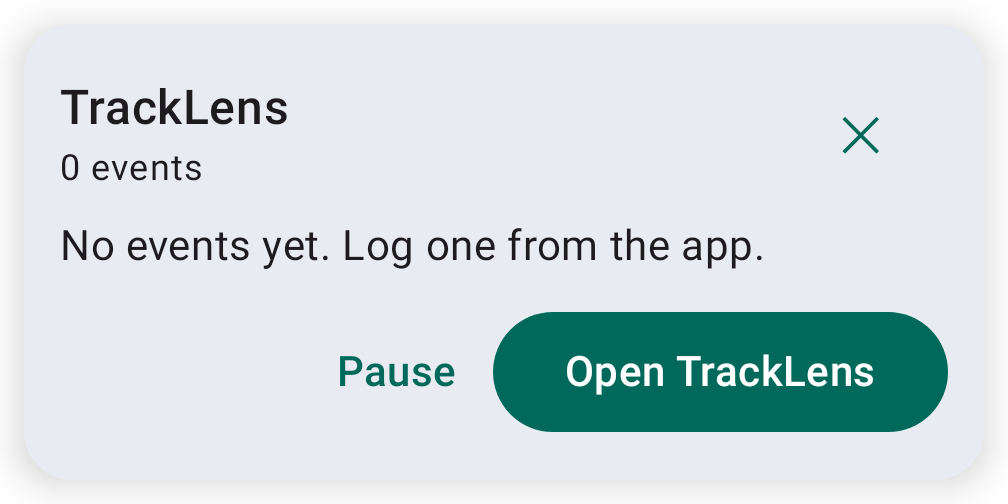 TrackLens
0 events
No events yet. Log one from the app.
Pause
Open TrackLens